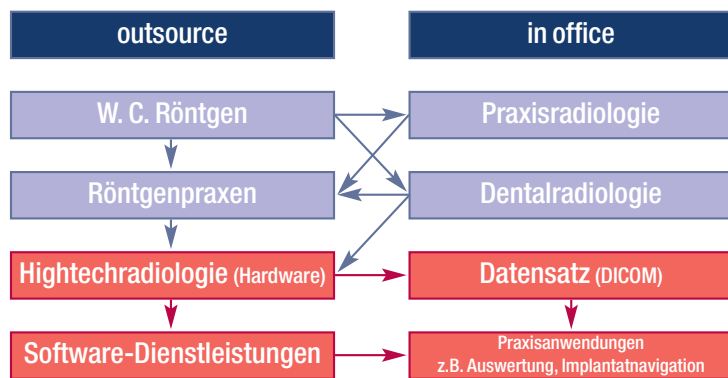 outsource
in office
W. C. Röntgen
Praxisradiologie
Röntgenpraxen
Dentalradiologie
Hightechradiologie (Hardware)
Datensatz (DICOM)
Software-Dienstleistungen
Praxisanwendungen
z.B. Auswertung, Implantatnavigation